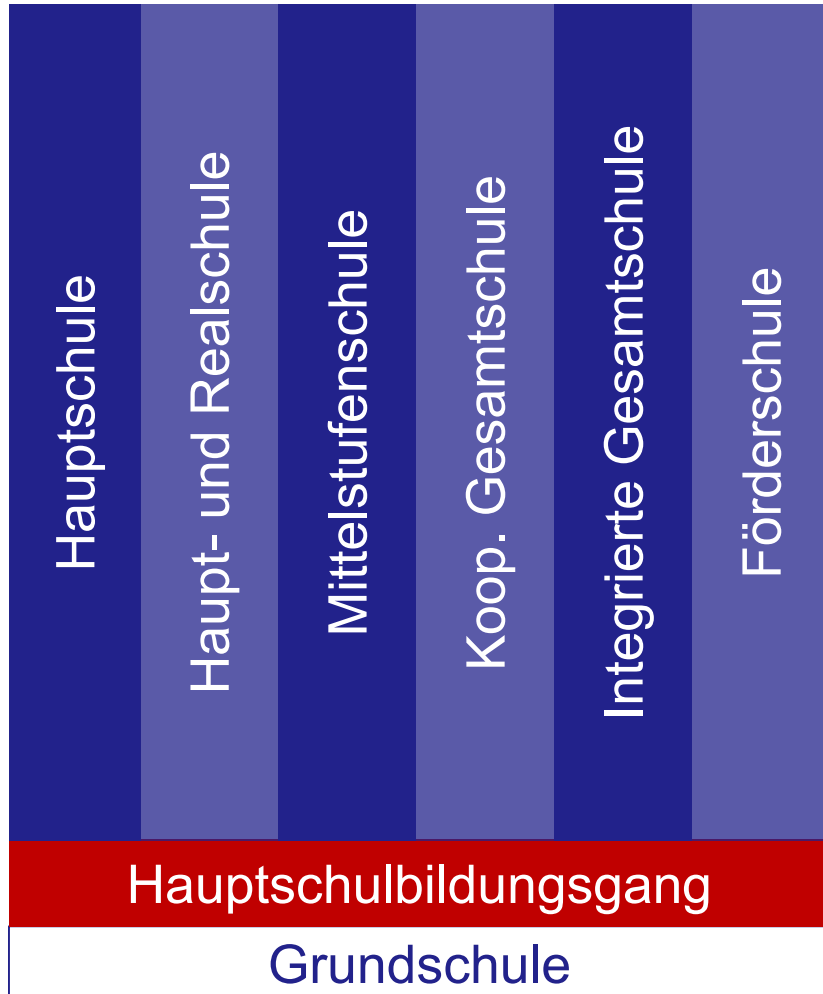 Hauptschule
Haupt- und Realschule
Mittelstufenschule
Koop. Gesamtschule
Integrierte Gesamtschule
Förderschule
Hauptschulbildungsgang
Grundschule